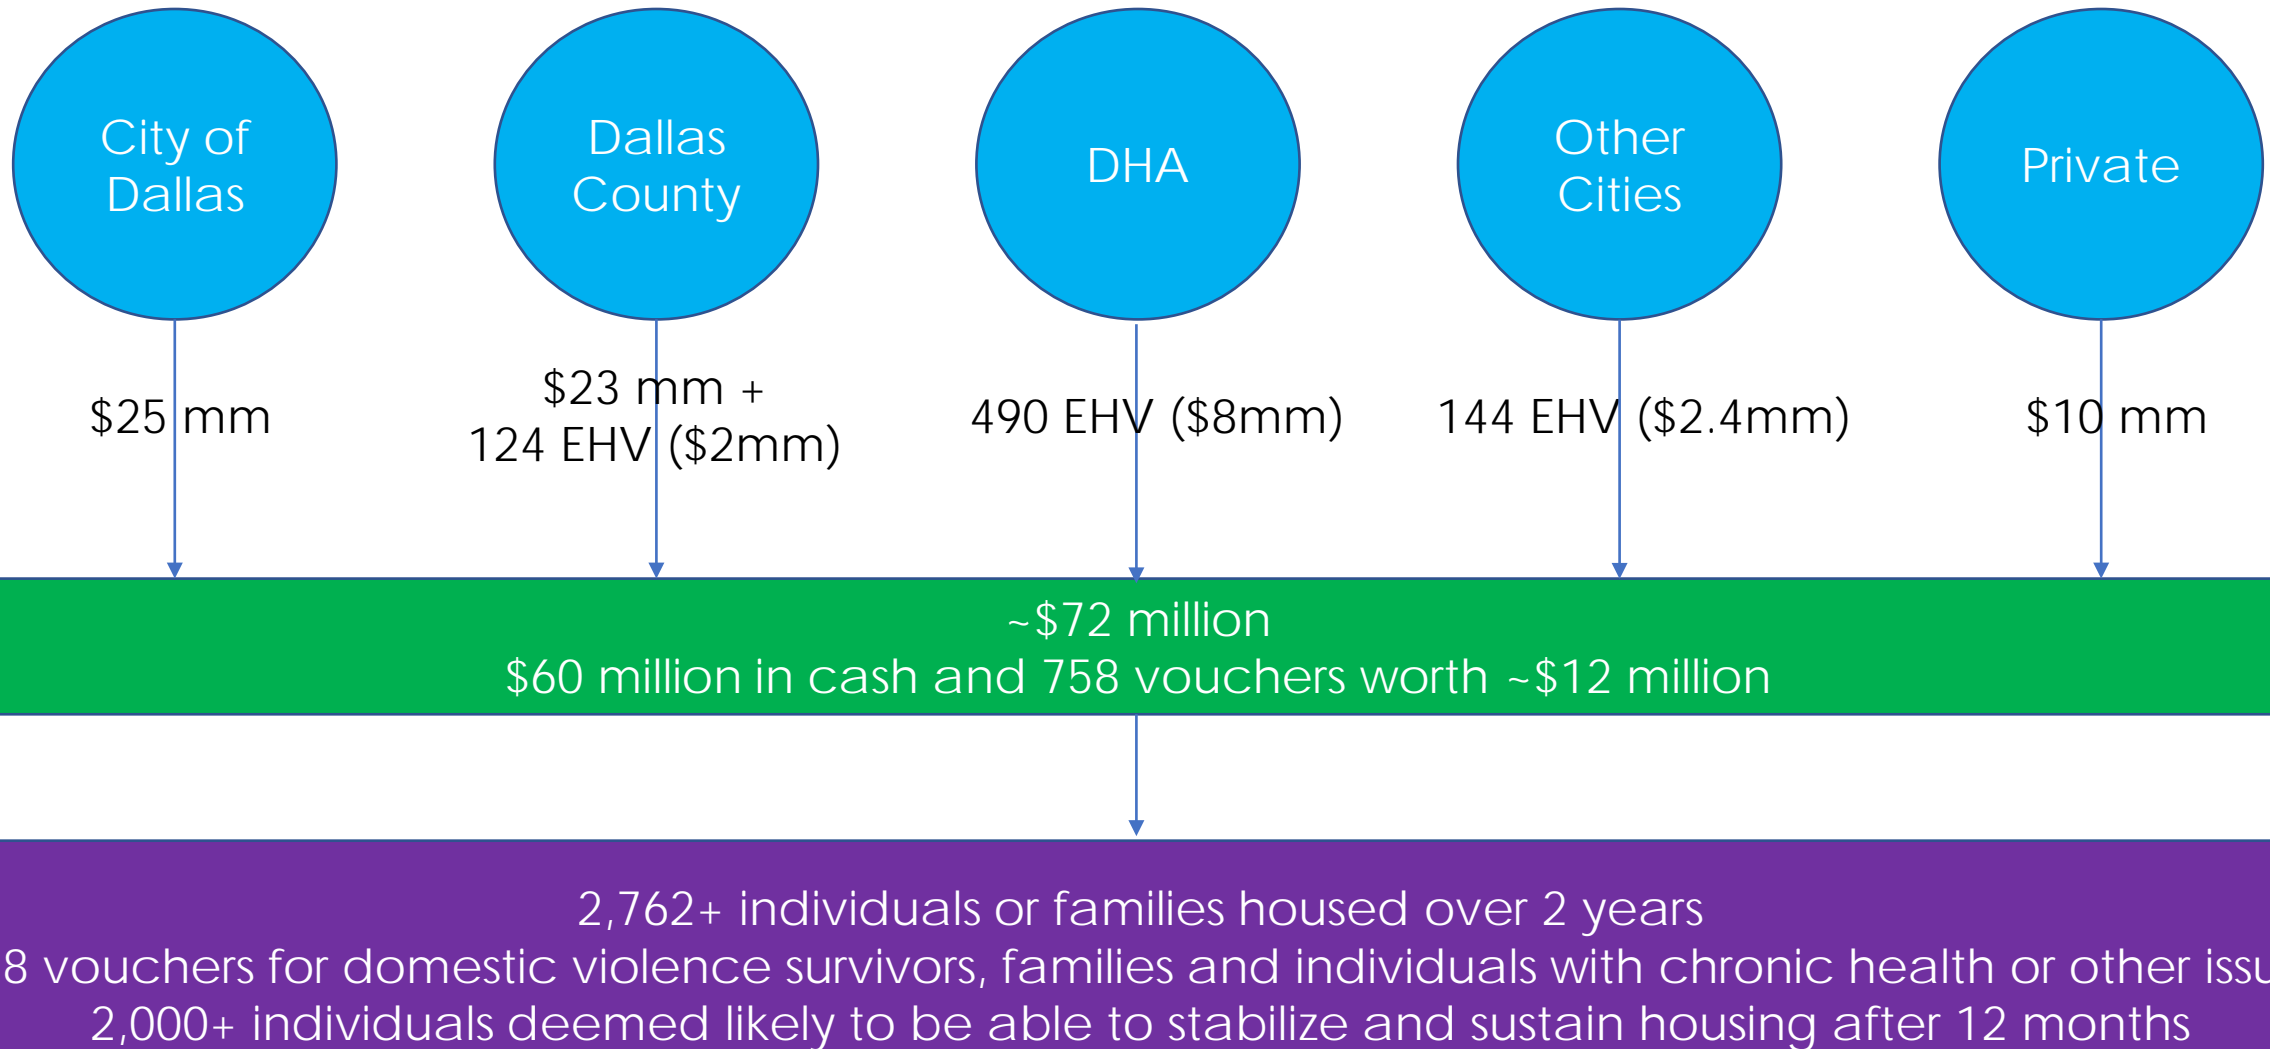 City of
Dallas
Dallas
County
DHA
Other
Cities
Private
$25 mm
$23 mm +
124 EHV ($2mm)
490 EHV ($8mm)
144 EHV ($2.4mm)
$10 mm
~$72 million
$60 million in cash and 758 vouchers worth ~$12 million
2,762+ individuals or families housed over 2 years
8 vouchers for domestic violence survivors, families and individuals with chronic health or other issu
2,000+ individuals deemed likely to be able to stabilize and sustain housing after 12 months